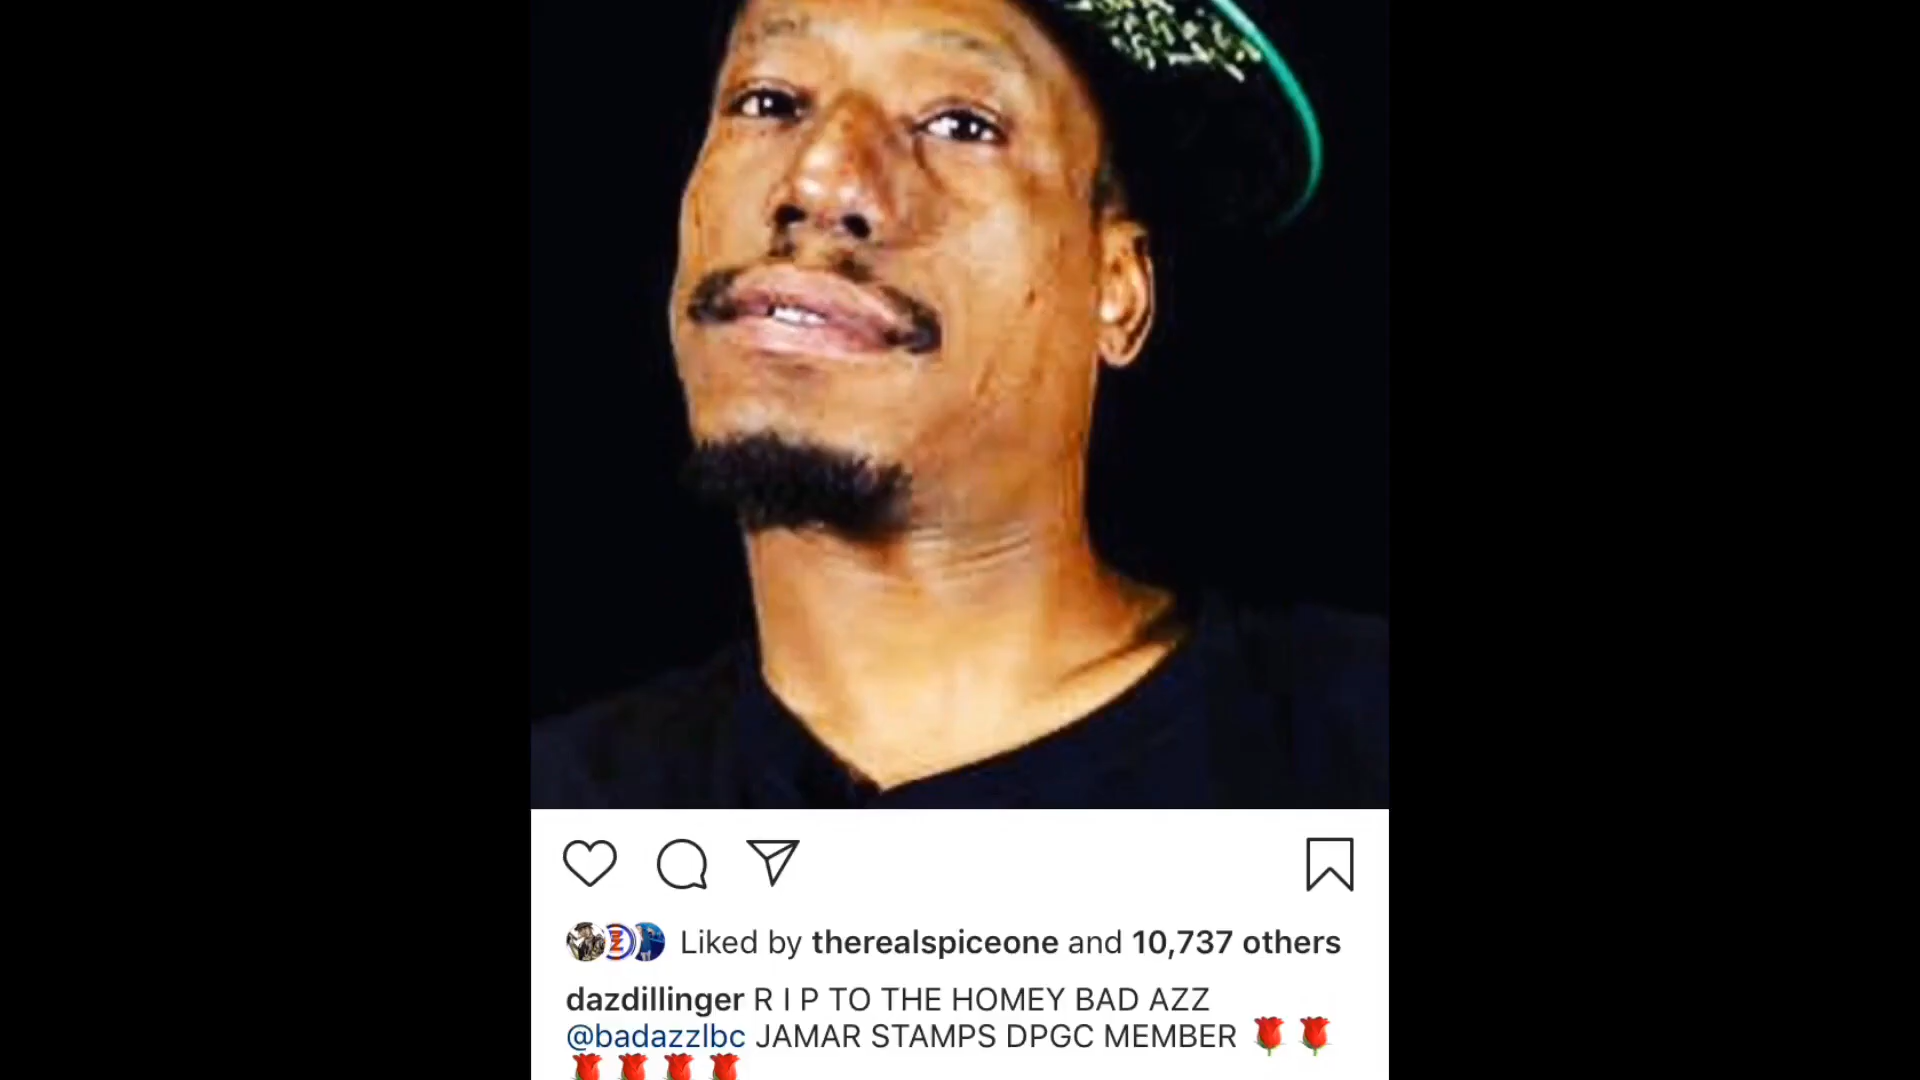 Liked by therealspiceone and 10,737 others
dazdillinger R I P TO THE HOMEY BAD AZZ
@badazzlbc JAMAR STAMPS DPGC MEMBER 🌹🌹
🌹🌹🌹🌹